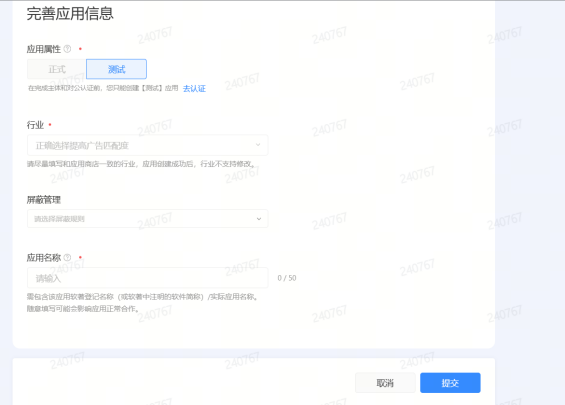 完善应用信息
应用属性 *
正式 测试
在完成主体和对公认证前，您只能创建【测试】应用 去认证
行业 *
正确选择提高广告匹配度
请尽量填写和应用商店一致的行业，应用创建成功后，行业不支持修改。
屏蔽管理
请选择屏蔽规则
应用名称 *
请输入 0 / 50
需包含该应用软著登记名称（或软著中注明的软件简称）/实际应用名称。
随意填写可能会影响应用正常合作。
取消 提交
240767